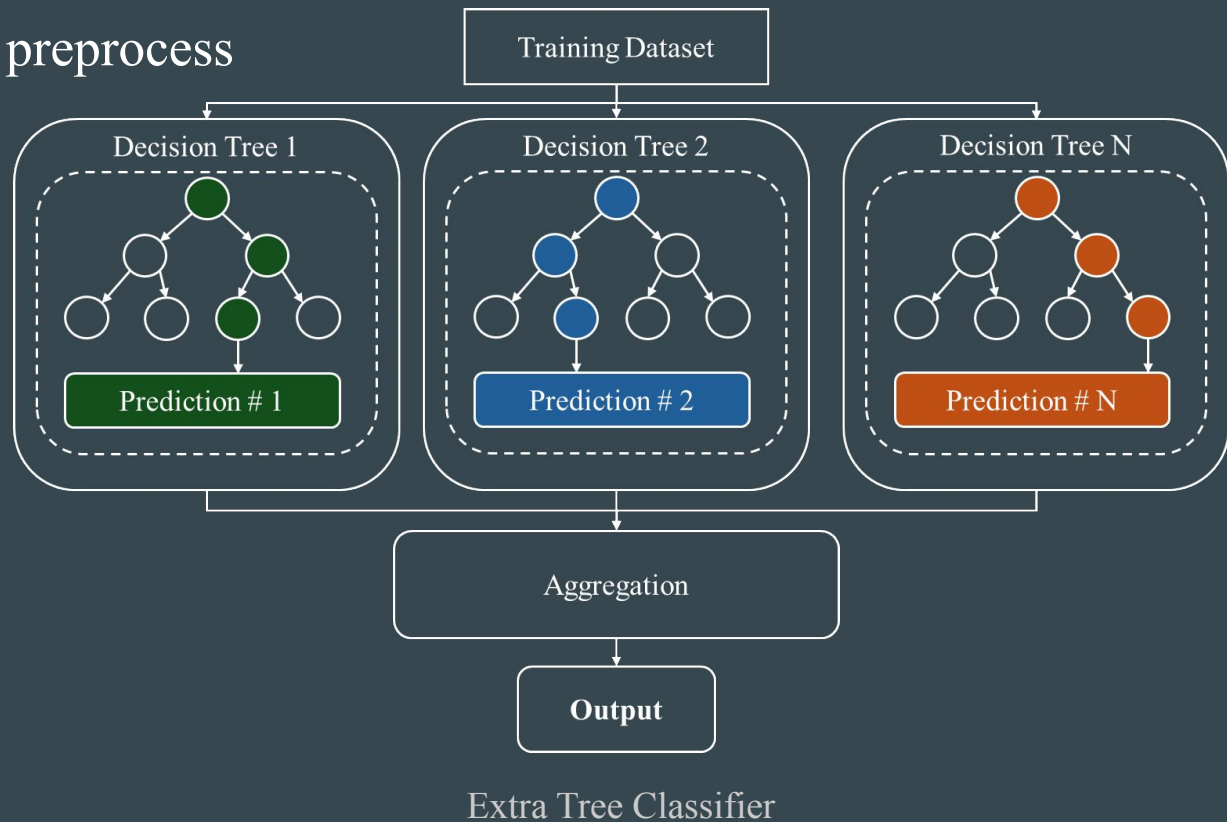 preprocess
Training Dataset
Decision Tree 1
Decision Tree 2
Decision Tree N
Prediction # 1
Prediction # 2
Prediction # N
Aggregation
Output
Extra Tree Classifier